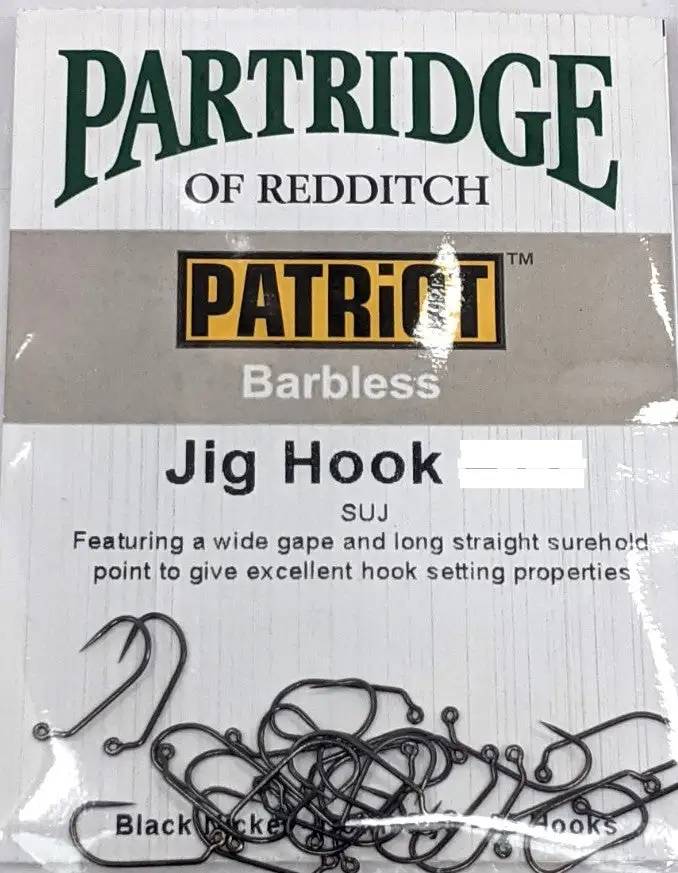 PARTRIDGE
OF REDDITCH
PATRiOT™
Barbless
Jig Hook
SUJ
Featuring a wide gape and long straight surehold
point to give excellent hook setting properties
Black Nickel Hooks